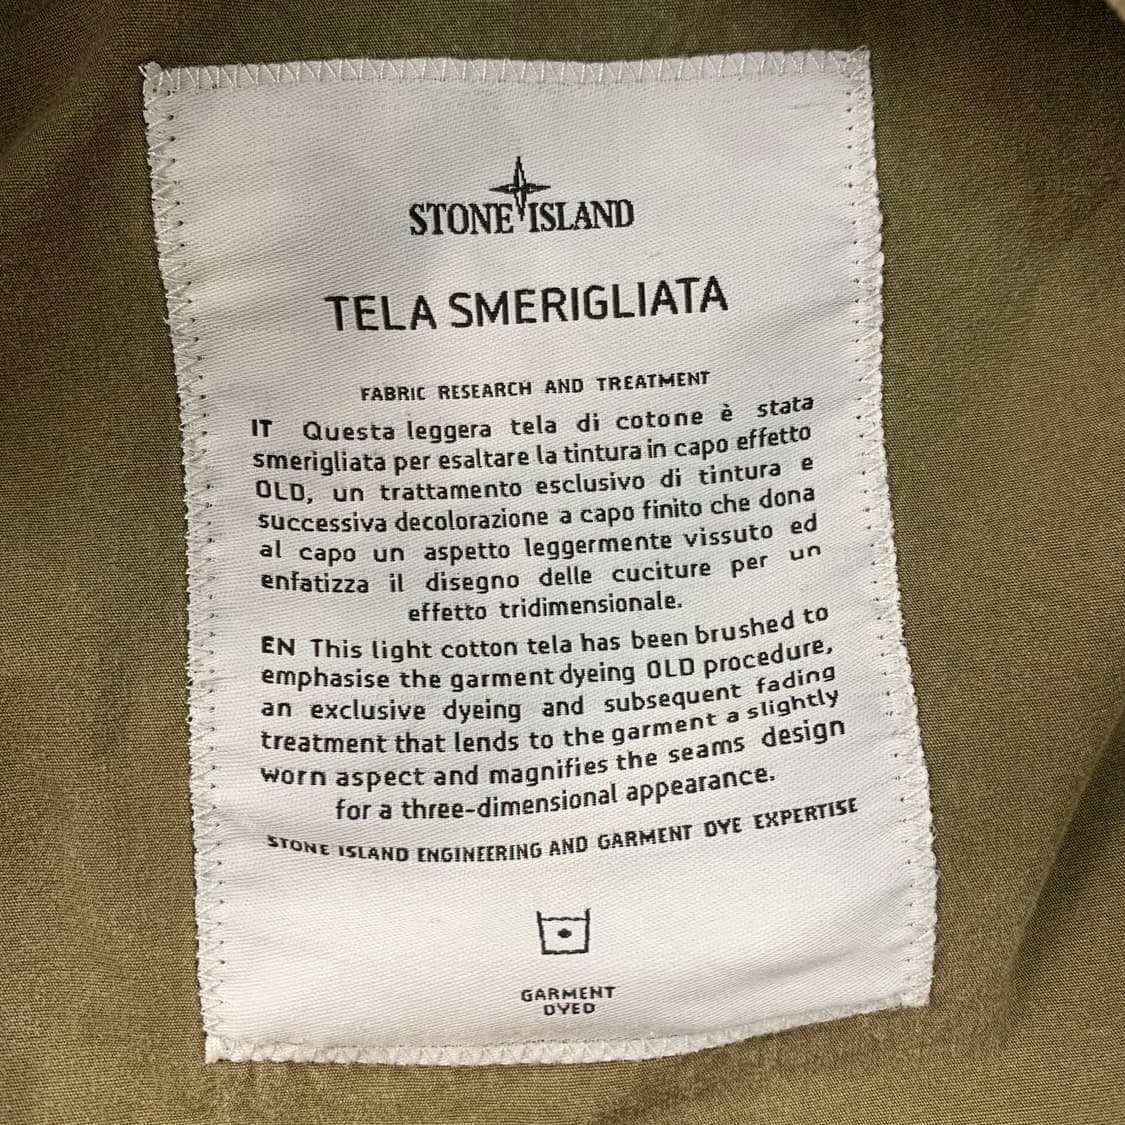 STONE ISLAND
TELA SMERIGLIATA
FABRIC RESEARCH AND TREATMENT
IT Questa leggera tela di cotone è stata
smerigliata per esaltare la tintura in capo effetto
OLD, un trattamento esclusivo di tintura e
successiva decolorazione a capo finito che dona
al capo un aspetto leggermente vissuto ed
enfatizza il disegno delle cuciture per un
effetto tridimensionale.
EN This light cotton tela has been brushed to
emphasise the garment dyeing OLD procedure,
an exclusive dyeing and subsequent fading
treatment that lends to the garment a slightly
worn aspect and magnifies the seams design
for a three-dimensional appearance.
STONE ISLAND ENGINEERING AND GARMENT DYE EXPERTISE
GARMENT
DYED